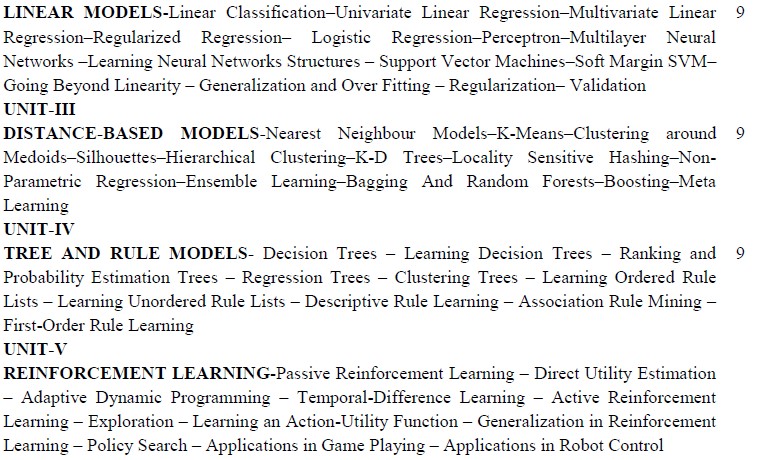 LINEAR MODELS-Linear Classification–Univariate Linear Regression–Multivariate Linear 9
Regression–Regularized Regression– Logistic Regression–Perceptron–Multilayer Neural
Networks –Learning Neural Networks Structures – Support Vector Machines–Soft Margin SVM–
Going Beyond Linearity – Generalization and Over Fitting – Regularization– Validation
UNIT-III
DISTANCE-BASED MODELS-Nearest Neighbour Models–K-Means–Clustering around 9
Medoids–Silhouettes–Hierarchical Clustering–K-D Trees–Locality Sensitive Hashing–Non-
Parametric Regression–Ensemble Learning–Bagging And Random Forests–Boosting–Meta
Learning
UNIT-IV
TREE AND RULE MODELS- Decision Trees – Learning Decision Trees – Ranking and 9
Probability Estimation Trees – Regression Trees – Clustering Trees – Learning Ordered Rule
Lists – Learning Unordered Rule Lists – Descriptive Rule Learning – Association Rule Mining –
First-Order Rule Learning
UNIT-V
REINFORCEMENT LEARNING-Passive Reinforcement Learning – Direct Utility Estimation
– Adaptive Dynamic Programming – Temporal-Difference Learning – Active Reinforcement
Learning – Exploration – Learning an Action-Utility Function – Generalization in Reinforcement
Learning – Policy Search – Applications in Game Playing – Applications in Robot Control